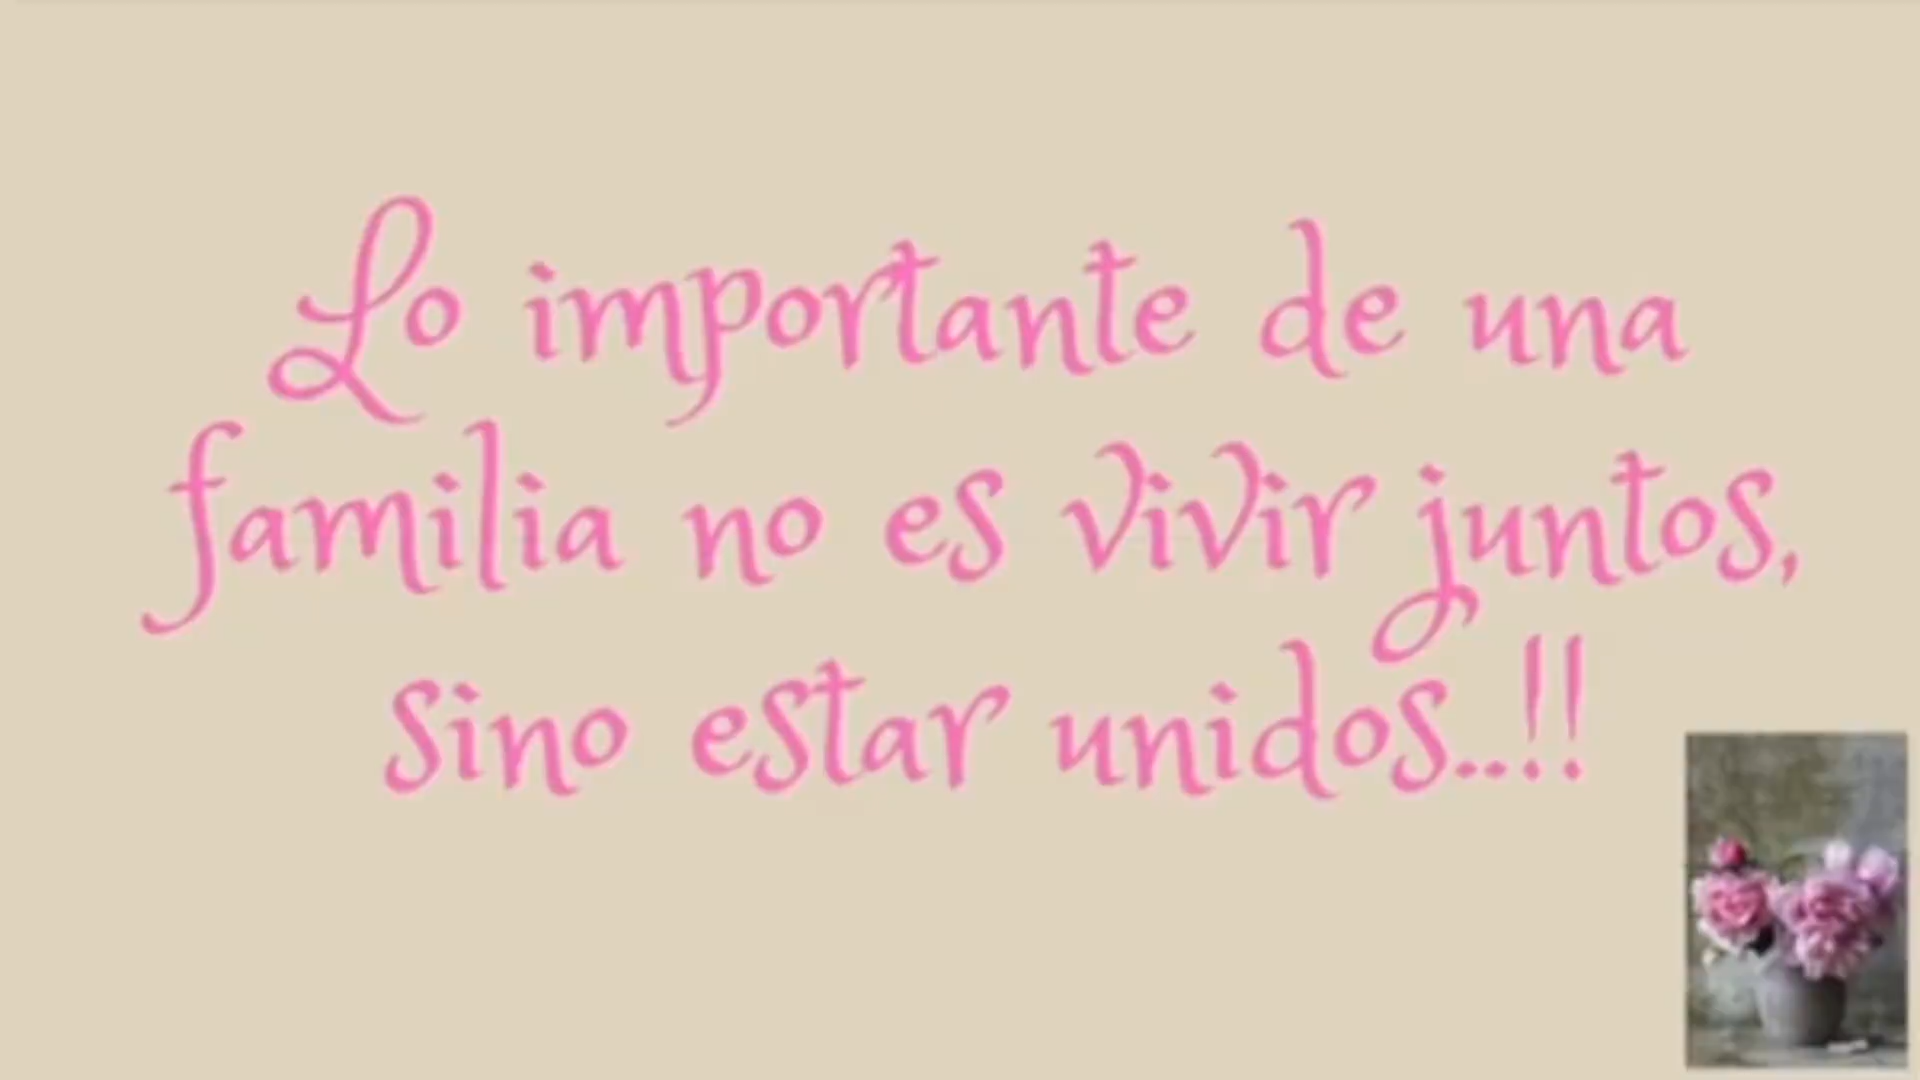 Lo importante de una
familia no es vivir juntos,
sino estar unidos..!!